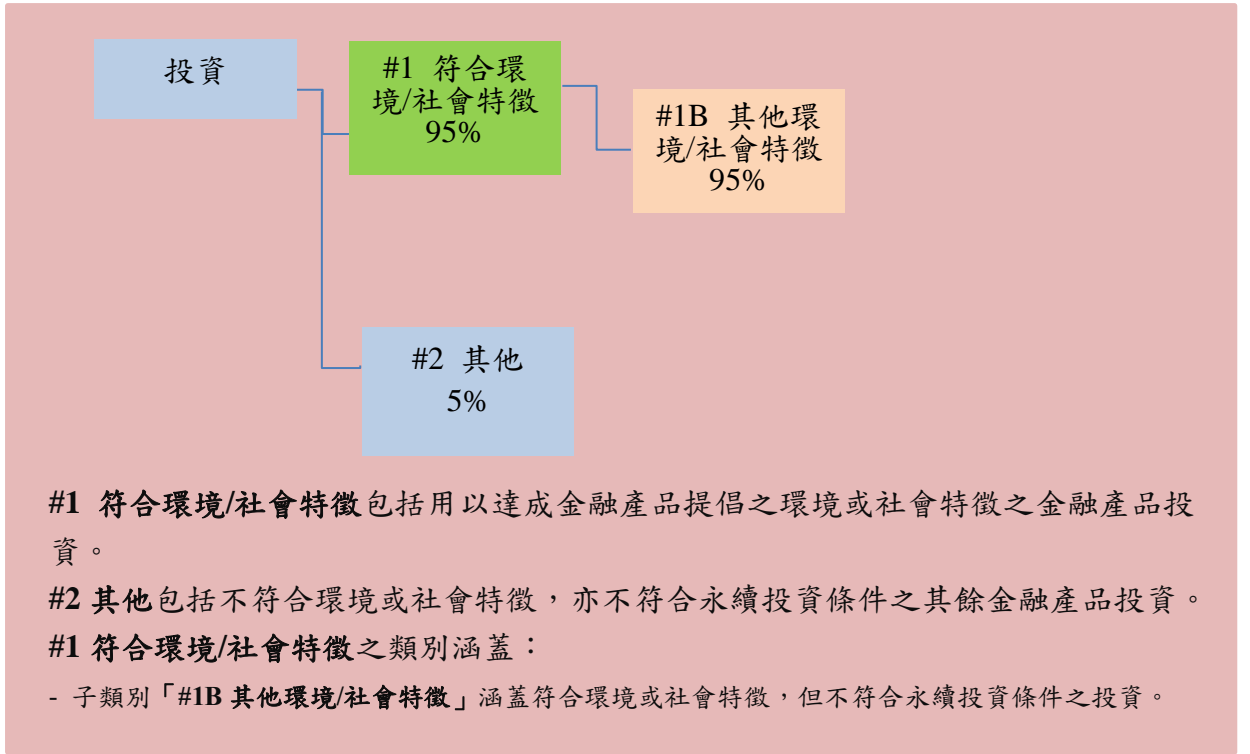 投資
#1 符合環
境/社會特徵
95%
#1B 其他環
境/社會特徵
95%
#2 其他
5%
#1 符合環境/社會特徵包括用以達成金融產品提倡之環境或社會特徵之金融產品投
資。
#2 其他包括不符合環境或社會特徵，亦不符合永續投資條件之其餘金融產品投資。
#1 符合環境/社會特徵之類別涵蓋：
- 子類別「#1B 其他環境/社會特徵」涵蓋符合環境或社會特徵，但不符合永續投資條件之投資。